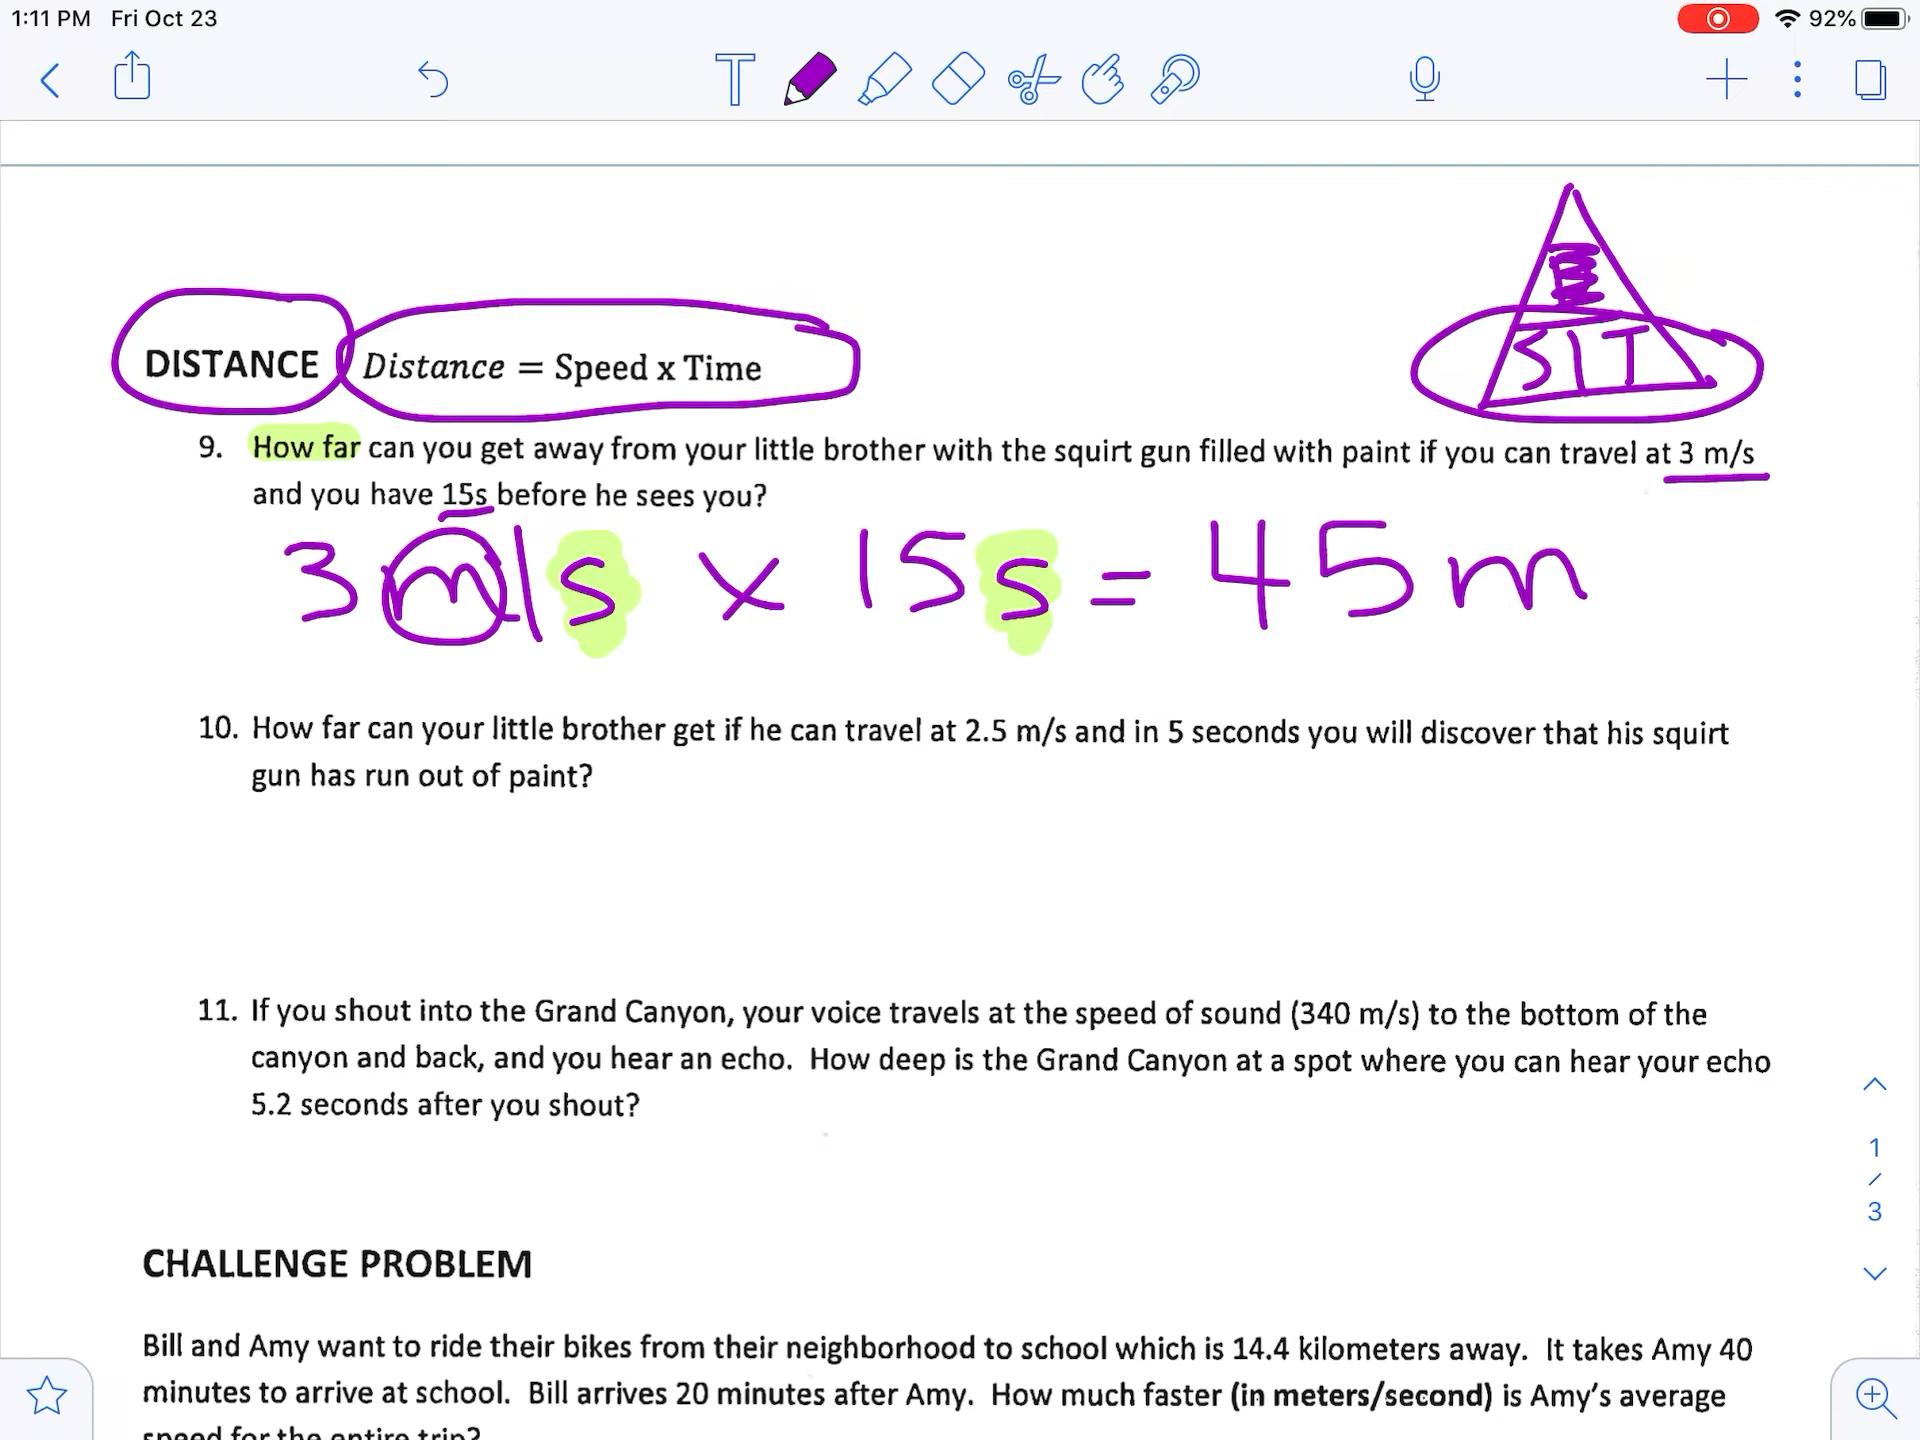 1:11 PM Fri Oct 23
92%
T
S | T
DISTANCE Distance = Speed x Time
9. How far can you get away from your little brother with the squirt gun filled with paint if you can travel at 3 m/s
and you have 15s before he sees you?
3 m/s x 15 s = 45 m
10. How far can your little brother get if he can travel at 2.5 m/s and in 5 seconds you will discover that his squirt
gun has run out of paint?
11. If you shout into the Grand Canyon, your voice travels at the speed of sound (340 m/s) to the bottom of the
canyon and back, and you hear an echo. How deep is the Grand Canyon at a spot where you can hear your echo
5.2 seconds after you shout?
1
/
3
CHALLENGE PROBLEM
Bill and Amy want to ride their bikes from their neighborhood to school which is 14.4 kilometers away. It takes Amy 40
minutes to arrive at school. Bill arrives 20 minutes after Amy. How much faster (in meters/second) is Amy's average
speed for the entire trip?